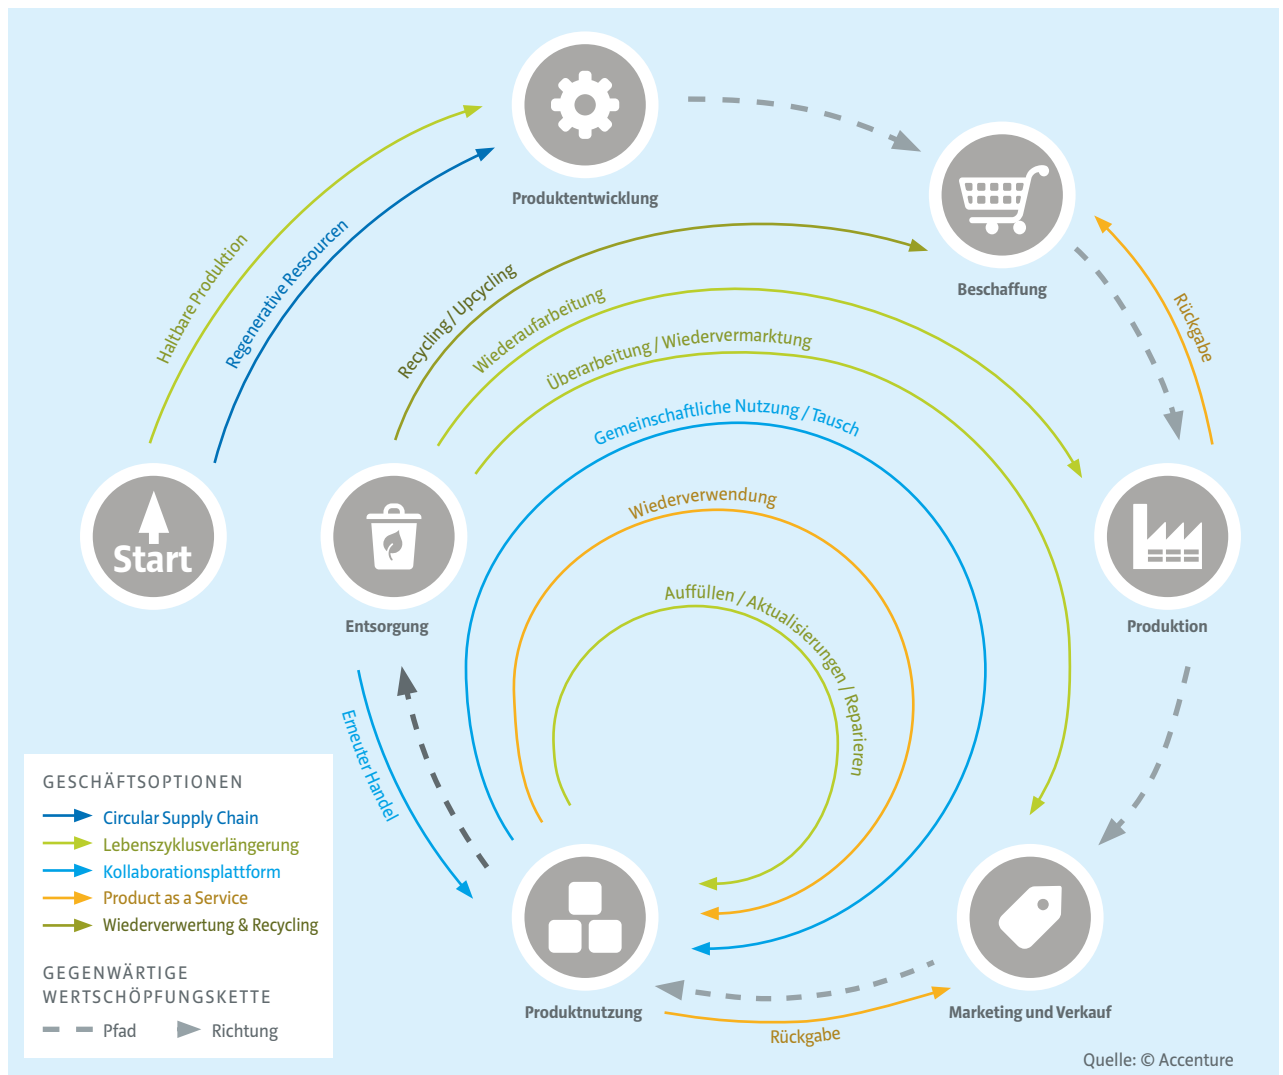 Produktentwicklung
Beschaffung
Haltbare Produktion
Regenerative Ressourcen
Recycling / Upcycling
Wiederaufarbeitung
Überarbeitung / Wiedervermarktung
Rückgabe
Gemeinschaftliche Nutzung / Tausch
Wiederverwendung
Auffüllen / Aktualisierungen / Reparieren
Start
Entsorgung
Produktion
Erneuter Handel
GESCHÄFTSOPTIONEN
Circular Supply Chain
Lebenszyklusverlängerung
Kollaborationsplattform
Product as a Service
Wiederverwertung & Recycling
GEGENWÄRTIGE
WERTSCHÖPFUNGSKETTE
Pfad Richtung
Produktnutzung
Marketing und Verkauf
Rückgabe
Quelle: © Accenture